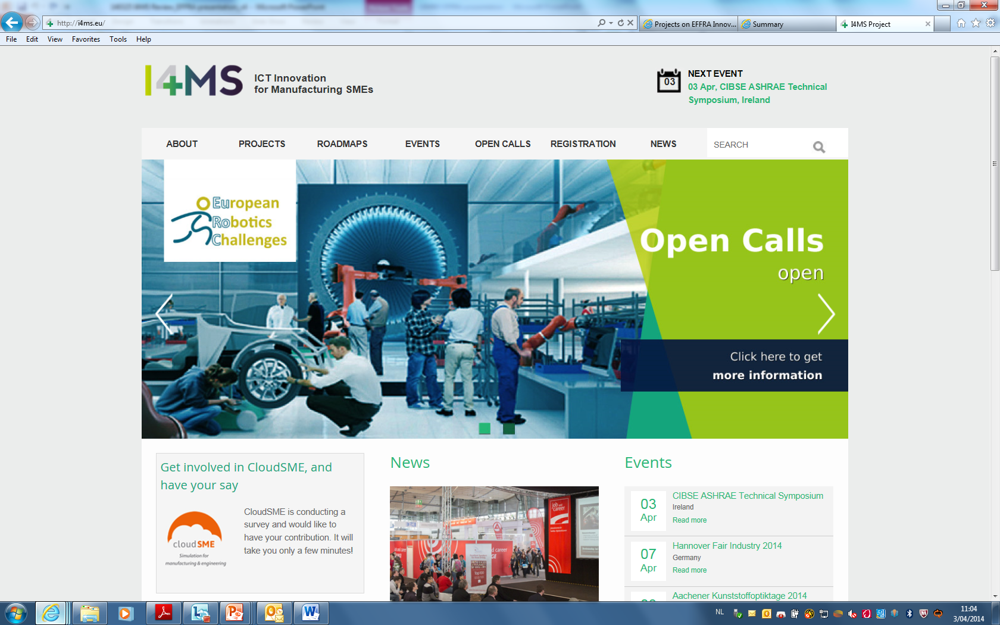 http://i4ms.eu/
Projects on EFFRA Innov...
Summary
I4MS Project
File Edit View Favorites Tools Help
I4MS
ICT Innovation
for Manufacturing SMEs
03
NEXT EVENT
03 Apr, CIBSE ASHRAE Technical
Symposium, Ireland
ABOUT PROJECTS ROADMAPS EVENTS OPEN CALLS REGISTRATION NEWS SEARCH
European
Robotics
Challenges
Open Calls
open
Click here to get
more information
Get involved in CloudSME, and
have your say
cloudSME
Simulation for
manufacturing & engineering
CloudSME is conducting a
survey and would like to
have your contribution. It will
take you only a few minutes!
News
job and
career
Events
03
Apr
CIBSE ASHRAE Technical Symposium
Ireland
Read more
07
Apr
Hannover Fair Industry 2014
Germany
Read more
Aachener Kunststoffoptiktage 2014
NL
11:04
3/04/2014